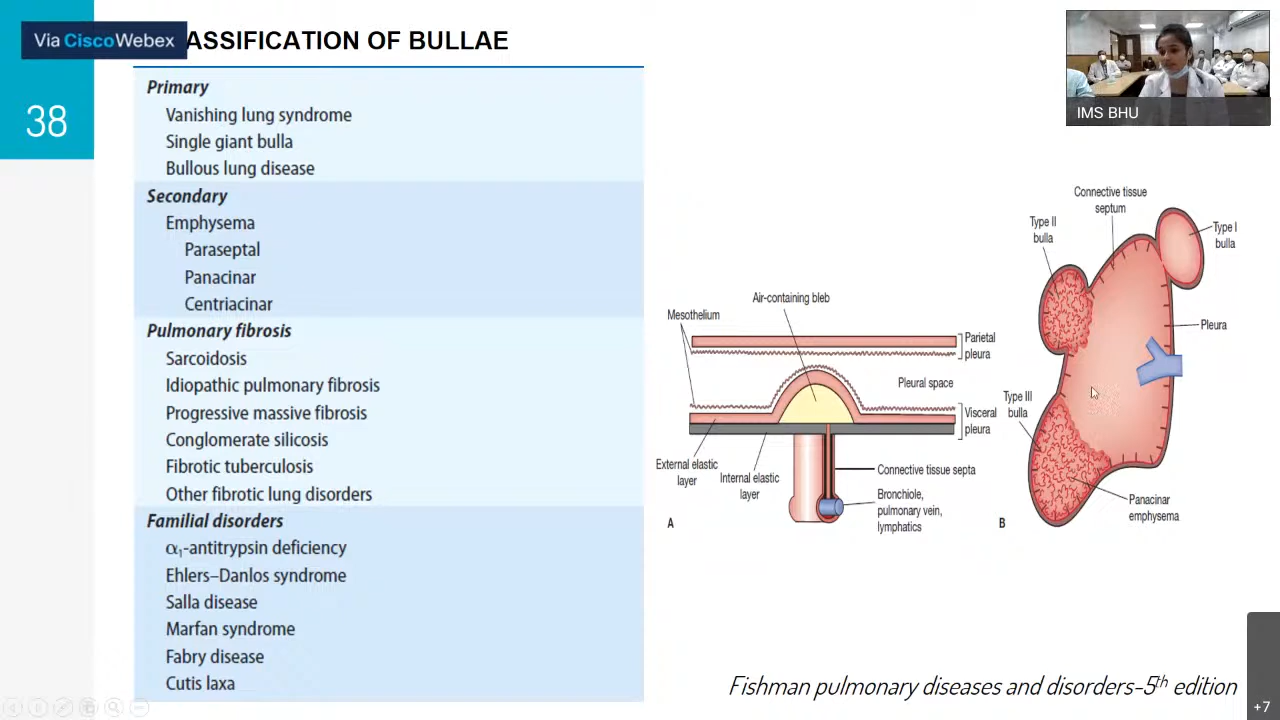 Via CiscoWebex
ASSIFICATION OF BULLAE
38
Primary
Vanishing lung syndrome
Single giant bulla
Bullous lung disease
Secondary
Emphysema
Paraseptal
Panacinar
Centriacinar
Pulmonary fibrosis
Sarcoidosis
Idiopathic pulmonary fibrosis
Progressive massive fibrosis
Conglomerate silicosis
Fibrotic tuberculosis
Other fibrotic lung disorders
Familial disorders
α₁-antitrypsin deficiency
Ehlers–Danlos syndrome
Salla disease
Marfan syndrome
Fabry disease
Cutis laxa
Air-containing bleb
Mesothelium
Parietal
pleura
Pleural space
Visceral
pleura
External elastic
layer
Internal elastic
layer
Connective tissue septa
Bronchiole,
pulmonary vein,
lymphatics
A
Connective tissue
septum
Type II
bulla
Type I
bulla
Pleura
Type III
bulla
Panacinar
emphysema
B
Fishman pulmonary diseases and disorders-5th edition
IMS BHU
+7